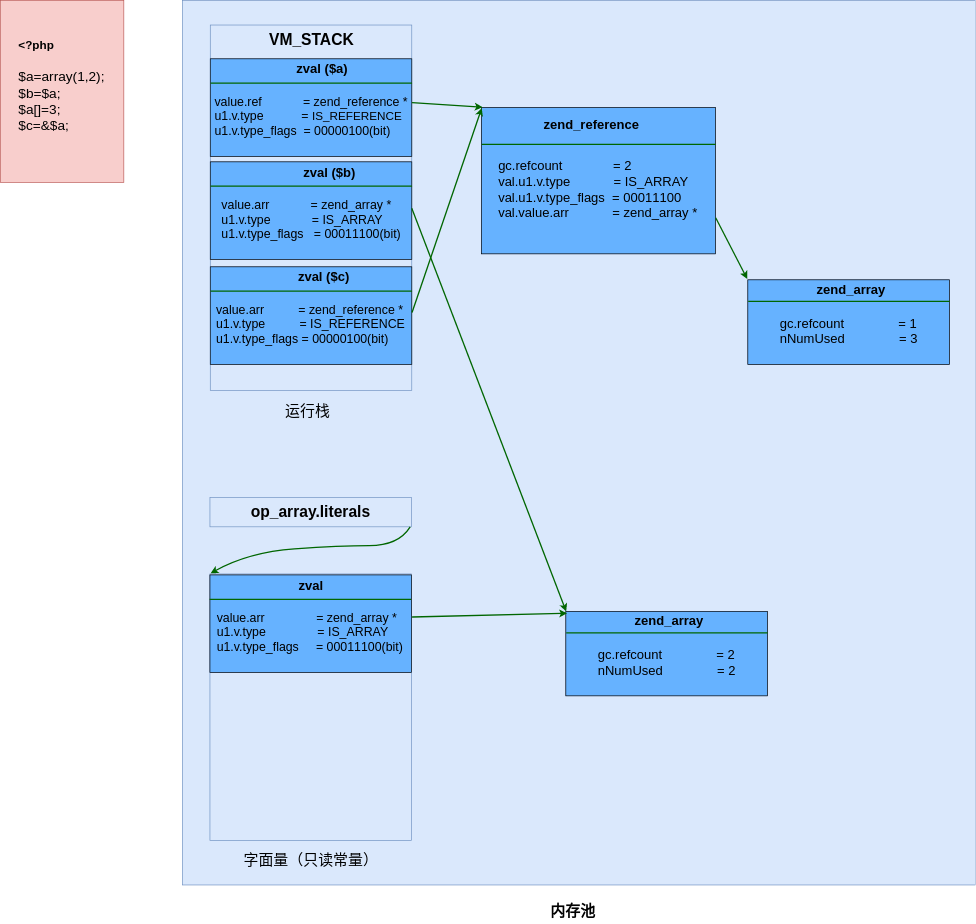 <?php
$a=array(1,2);
$b=$a;
$a[]=3;
$c=&$a;
VM_STACK
zval ($a)
value.ref = zend_reference *
u1.v.type = IS_REFERENCE
u1.v.type_flags = 00000100(bit)
zval ($b)
value.arr = zend_array *
u1.v.type = IS_ARRAY
u1.v.type_flags = 00011100(bit)
zval ($c)
value.arr = zend_reference *
u1.v.type = IS_REFERENCE
u1.v.type_flags = 00000100(bit)
运行栈
zend_reference
gc.refcount = 2
val.u1.v.type = IS_ARRAY
val.u1.v.type_flags = 00011100
val.value.arr = zend_array *
zend_array
gc.refcount = 1
nNumUsed = 3
op_array.literals
zval
value.arr = zend_array *
u1.v.type = IS_ARRAY
u1.v.type_flags = 00011100(bit)
zend_array
gc.refcount = 2
nNumUsed = 2
字面量（只读常量）
内存池